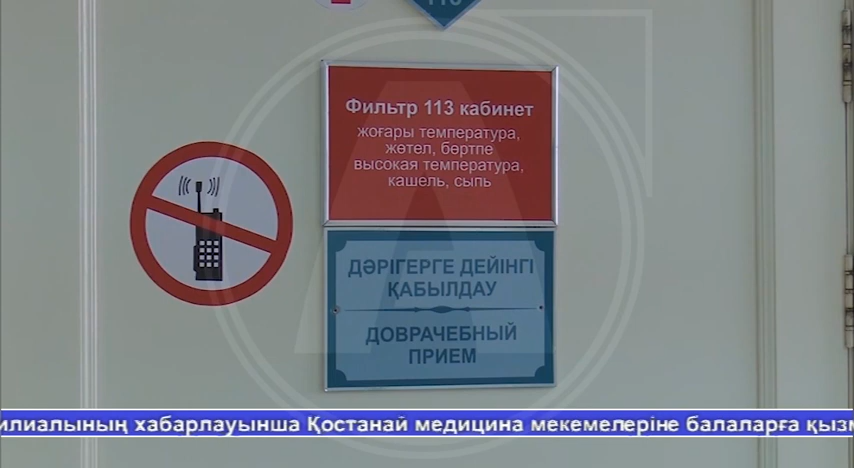 Фильтр 113 кабинет
жоғары температура,
жөтел, бөртпе
высокая температура,
кашель, сыпь
ДӘРІГЕРГЕ ДЕЙІНГІ
ҚАБЫЛДАУ
ДОВРАЧЕБНЫЙ
ПРИЕМ
илиалының хабарлауынша Қостанай медицина мекемелеріне балаларға қызм